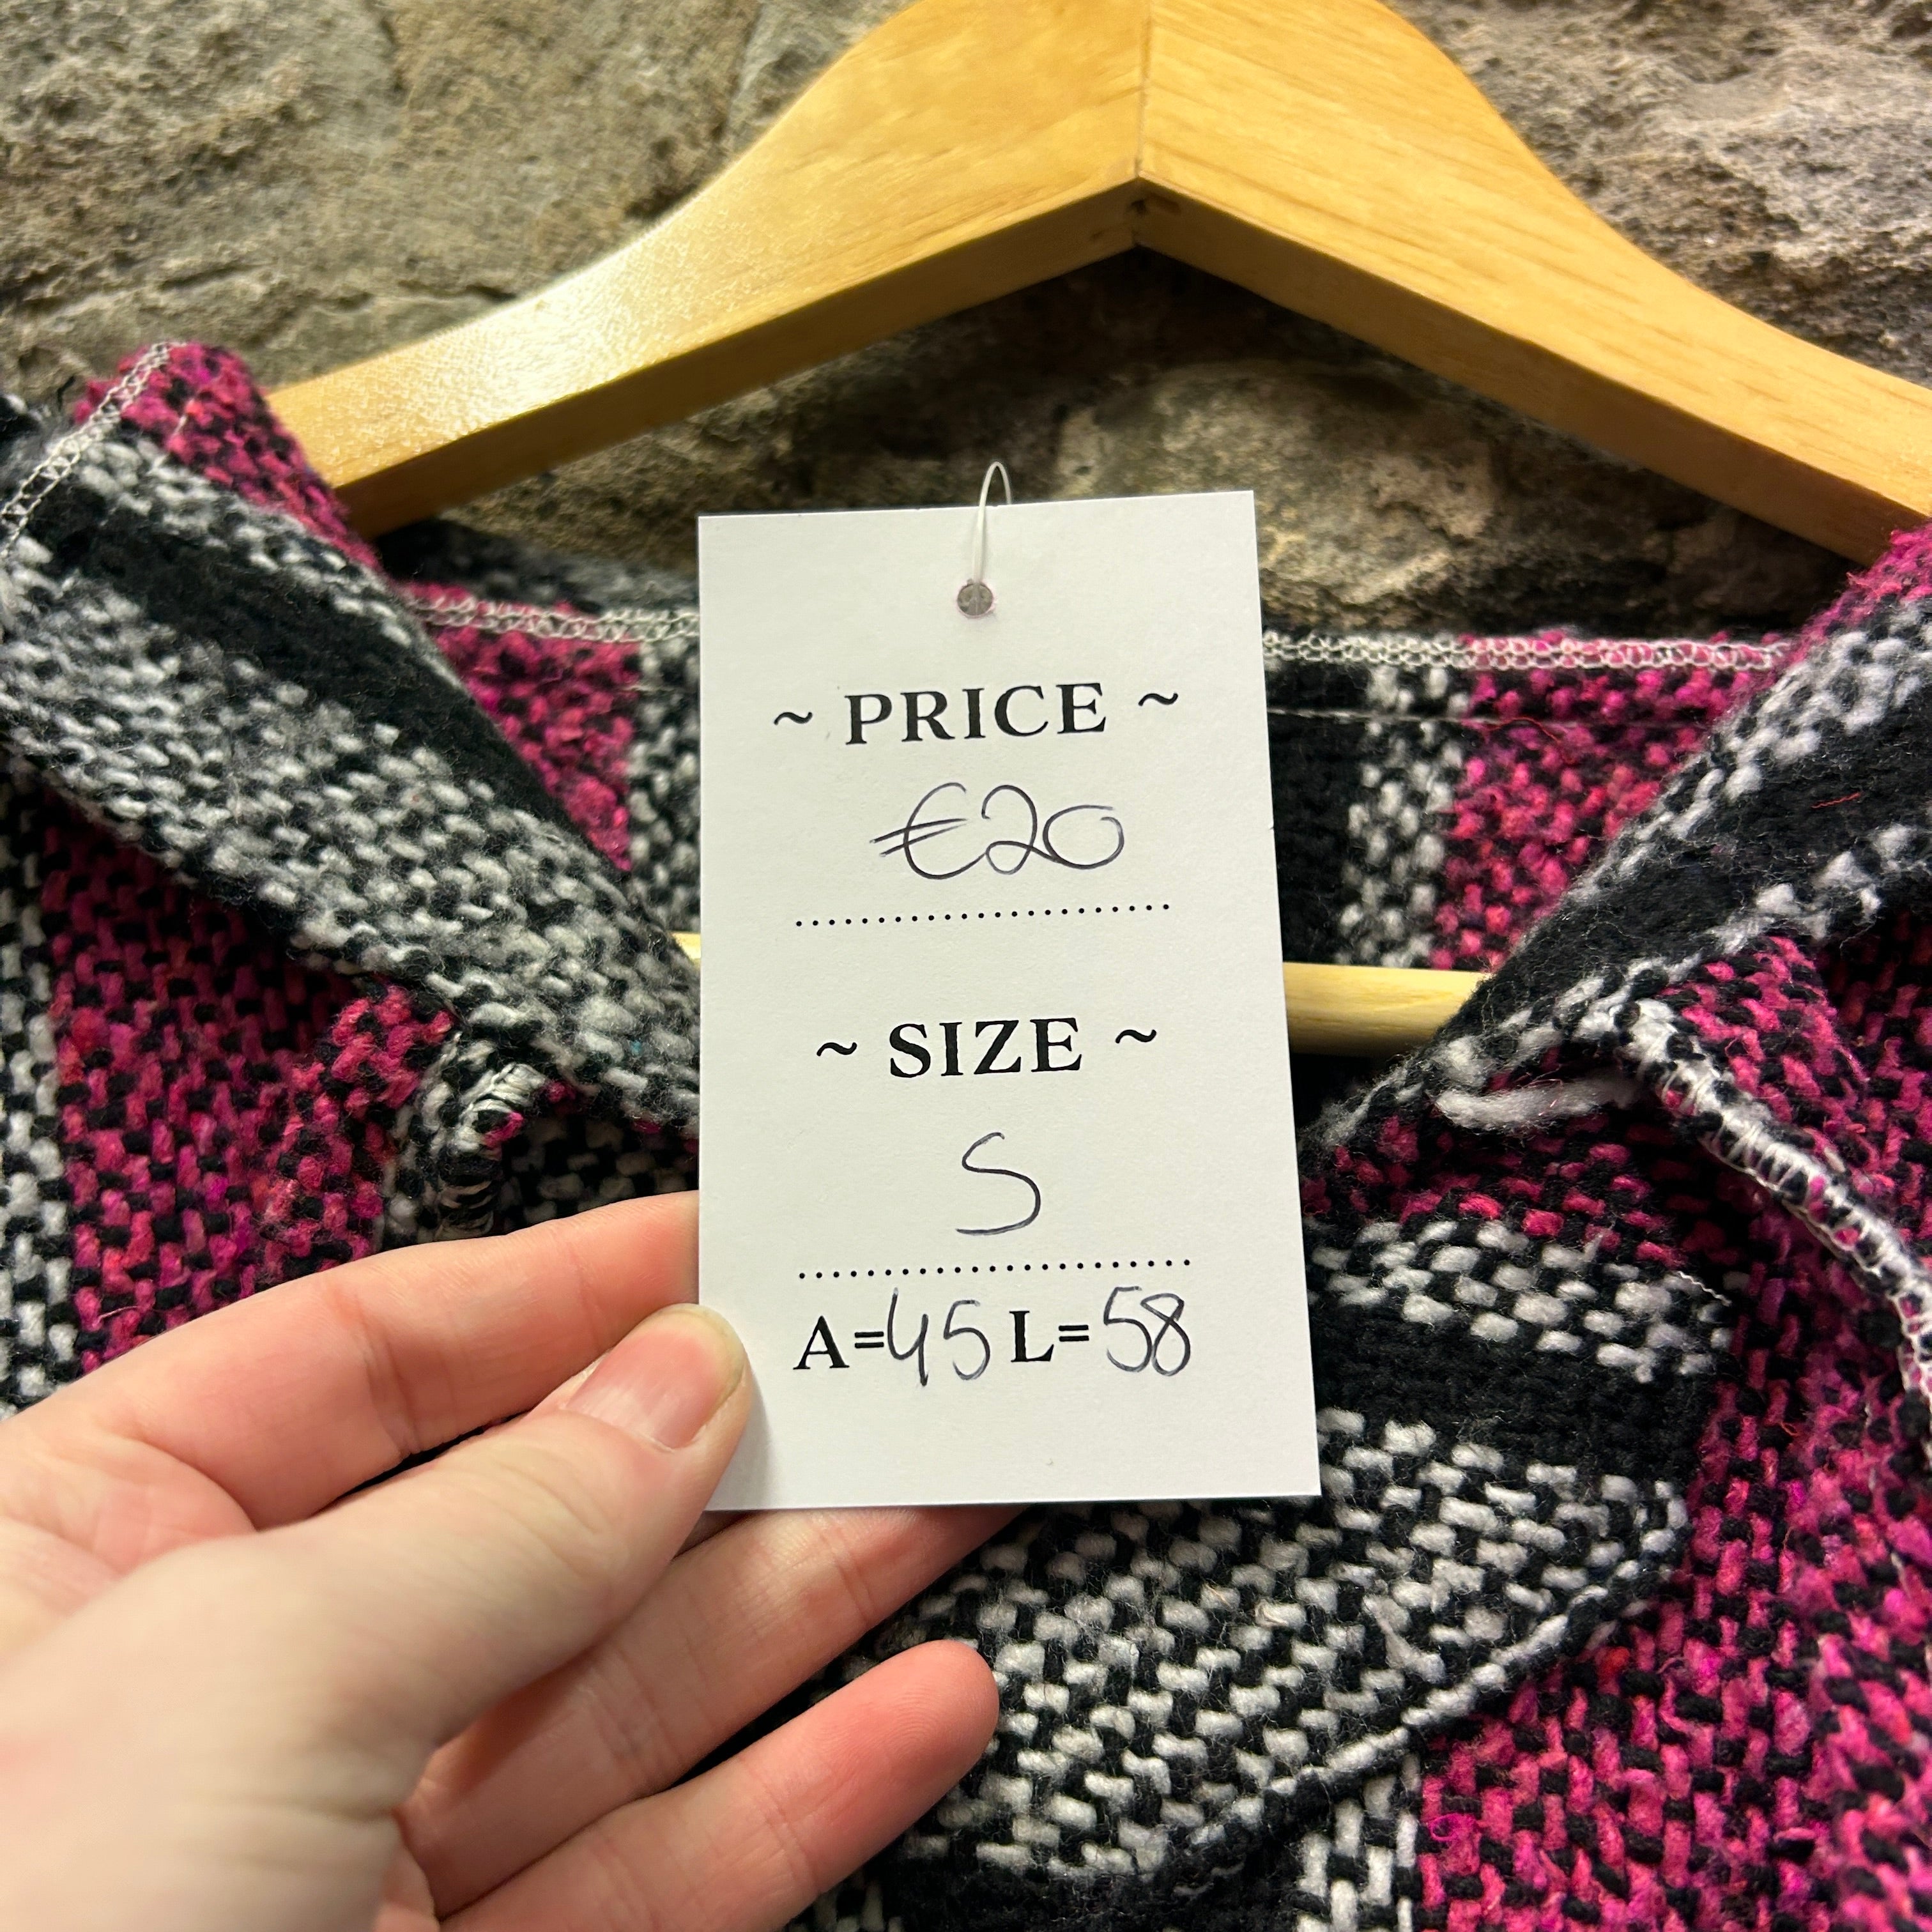 ~ PRICE ~
€20
~ SIZE ~
S
A=45 L=58